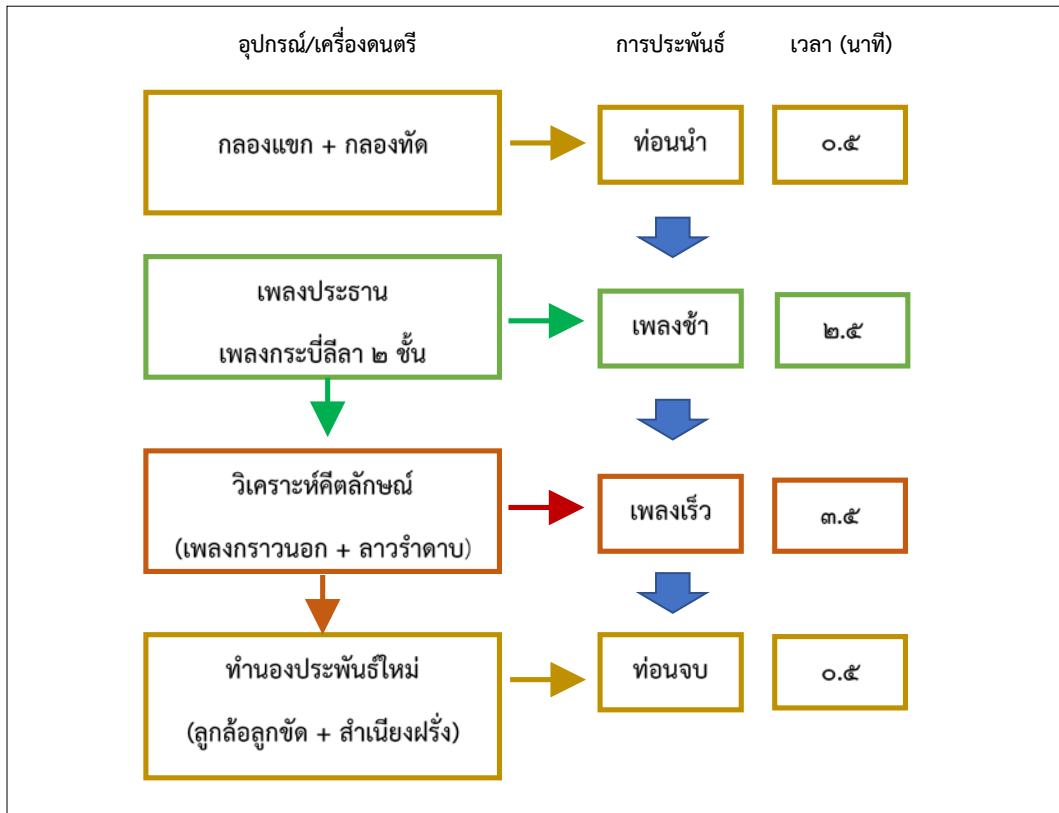 อุปกรณ์/เครื่องดนตรี การประพันธ์ เวลา (นาที)
กลองแขก + กลองทัด ท่อนนำ ๐.๕
เพลงประธาน
เพลงกระบี่ลีลา ๒ ชั้น
เพลงช้า ๒.๕
วิเคราะห์คีตลักษณ์
(เพลงกราวนอก + ลาวรำดาบ)
เพลงเร็ว ๓.๕
ทำนองประพันธ์ใหม่
(ลูกล้อลูกขัด + สำเนียงฝรั่ง)
ท่อนจบ ๐.๕